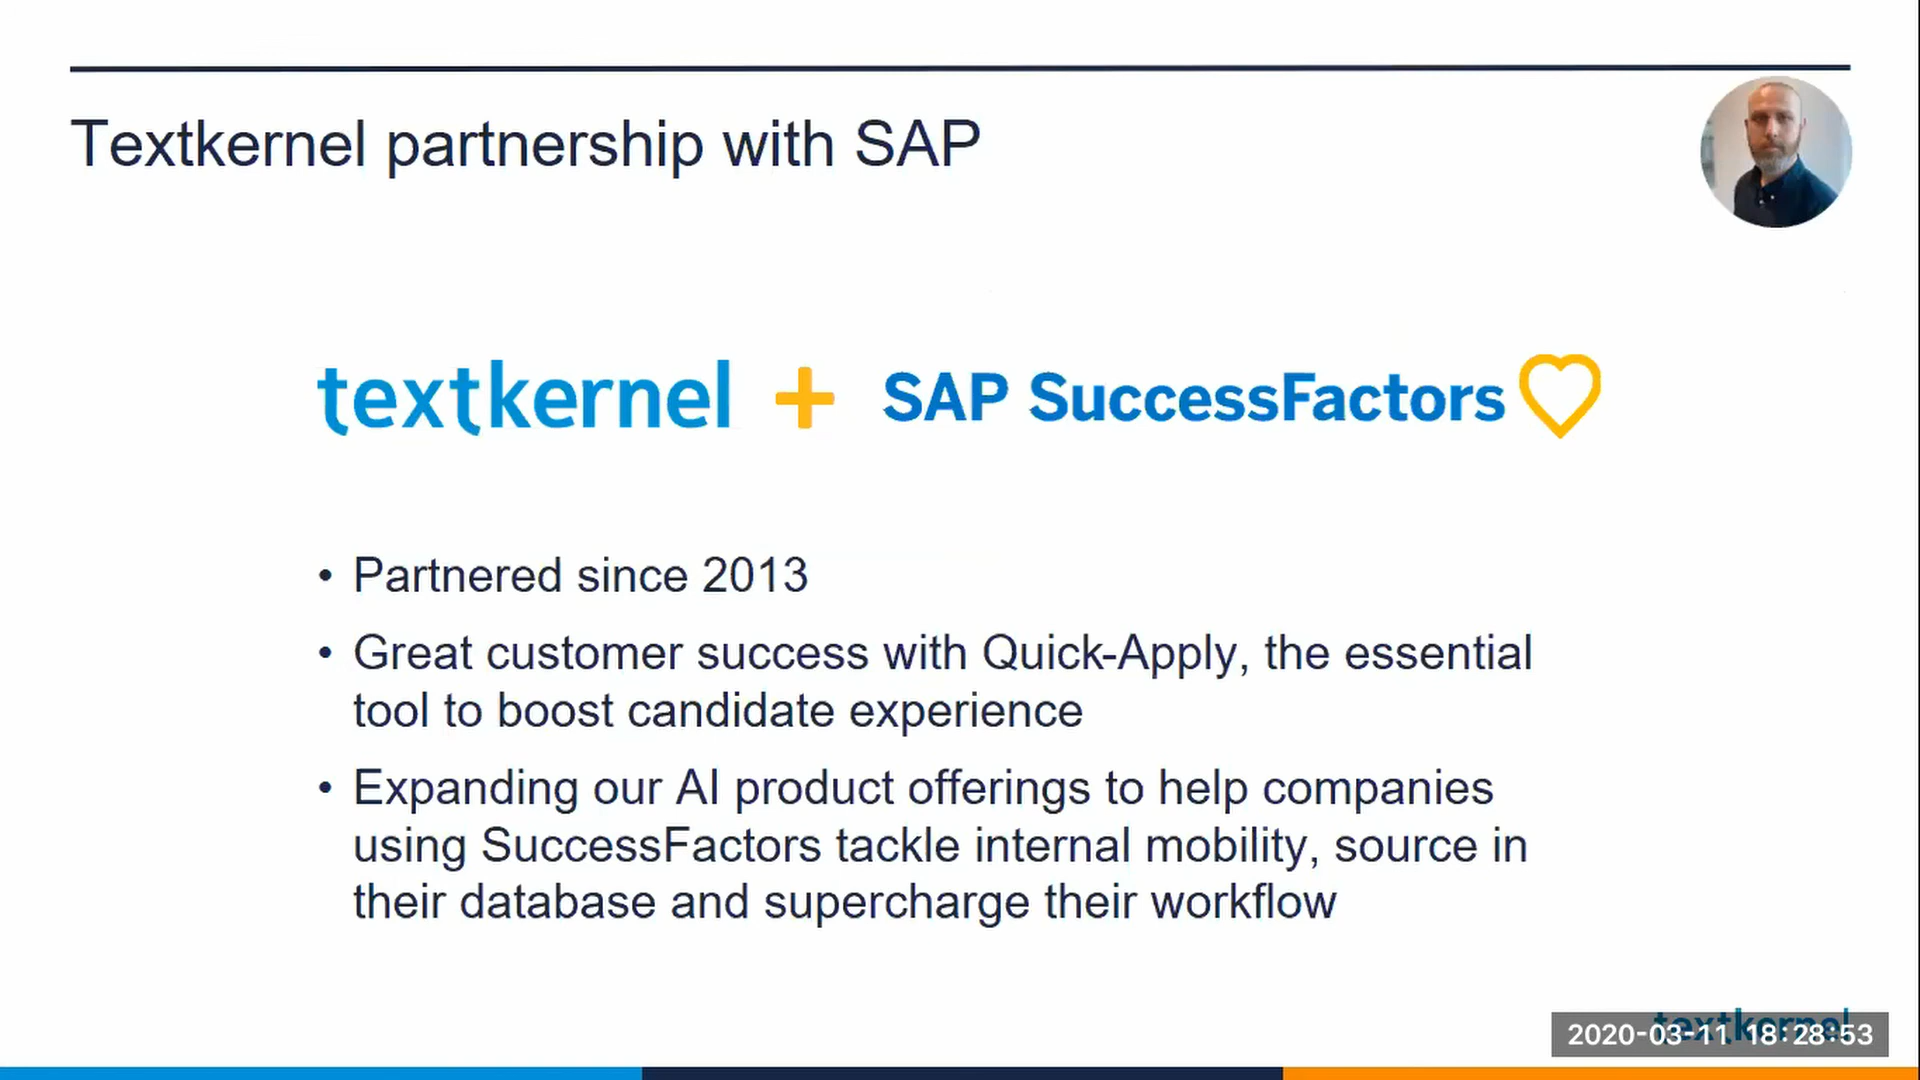 Textkernel partnership with SAP
textkernel + SAP SuccessFactors
• Partnered since 2013
• Great customer success with Quick-Apply, the essential
tool to boost candidate experience
• Expanding our AI product offerings to help companies
using SuccessFactors tackle internal mobility, source in
their database and supercharge their workflow
textkernel
2020-03-11 18:28:53